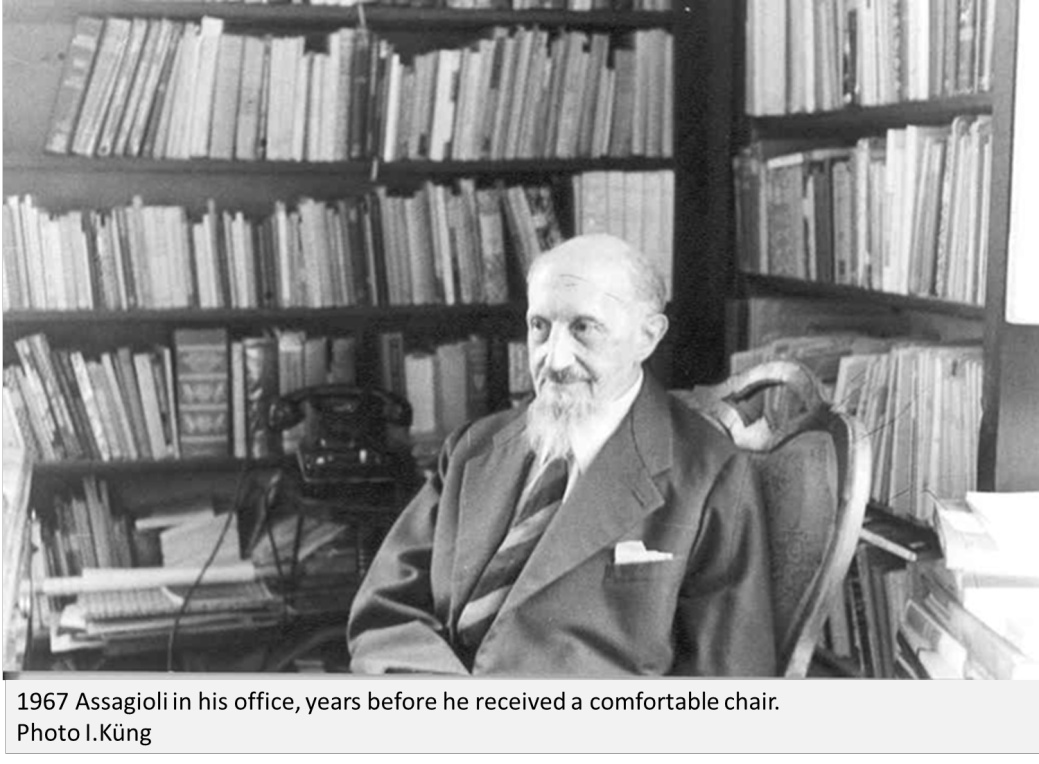 1967 Assagioli in his office, years before he received a comfortable chair.
Photo I.Küng